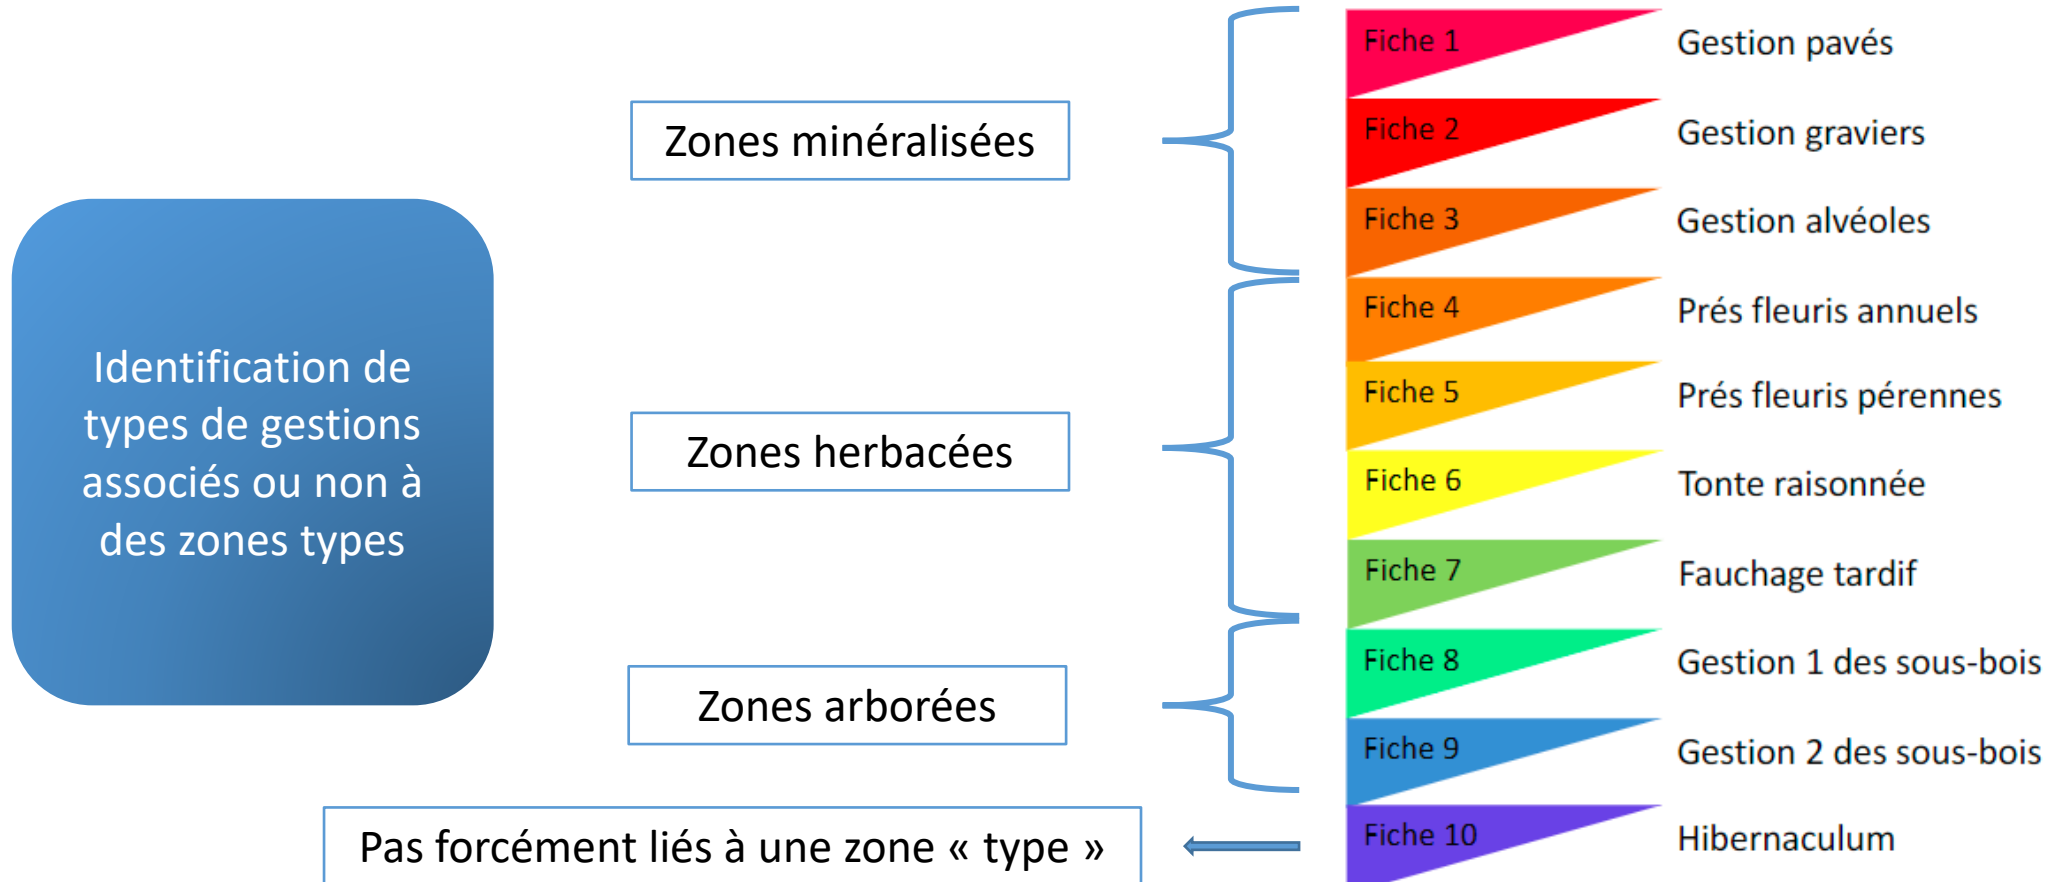 Identification de
types de gestions
associés ou non à
des zones types
Zones minéralisées
Fiche 1 Gestion pavés
Fiche 2 Gestion graviers
Fiche 3 Gestion alvéoles
Zones herbacées
Fiche 4 Prés fleuris annuels
Fiche 5 Prés fleuris pérennes
Fiche 6 Tonte raisonnée
Fiche 7 Fauchage tardif
Zones arborées
Fiche 8 Gestion 1 des sous-bois
Fiche 9 Gestion 2 des sous-bois
Pas forcément liés à une zone « type »
Fiche 10 Hibernaculum